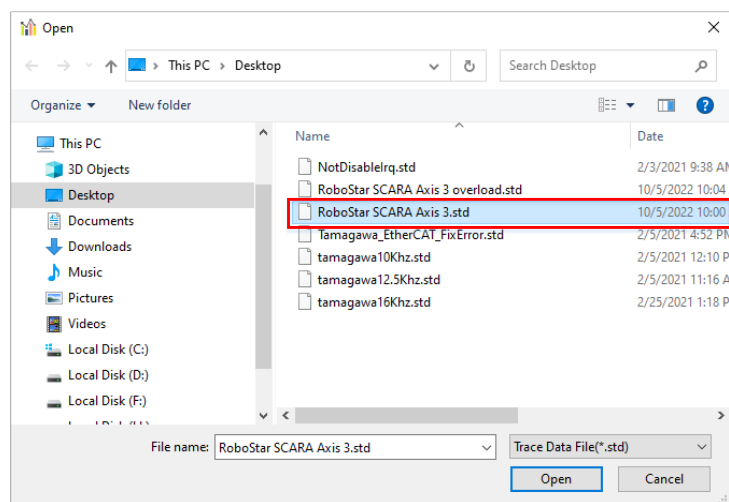 Open
This PC > Desktop
Search Desktop
Organize
New folder
Name
Date
This PC
3D Objects
Desktop
Documents
Downloads
Music
Pictures
Videos
Local Disk (C:)
Local Disk (D:)
Local Disk (F:)
NotDisableIrq.std 2/3/2021 9:38 AM
RoboStar SCARA Axis 3 overload.std 10/5/2022 10:04
RoboStar SCARA Axis 3.std 10/5/2022 10:00
Tamagawa_EtherCAT_FixError.std 2/5/2021 4:52 PM
tamagawa10Khz.std 2/5/2021 12:10 P
tamagawa12.5Khz.std 2/5/2021 11:16 A
tamagawa16Khz.std 2/25/2021 1:18 P
File name: RoboStar SCARA Axis 3.std
Trace Data File(*.std)
Open
Cancel